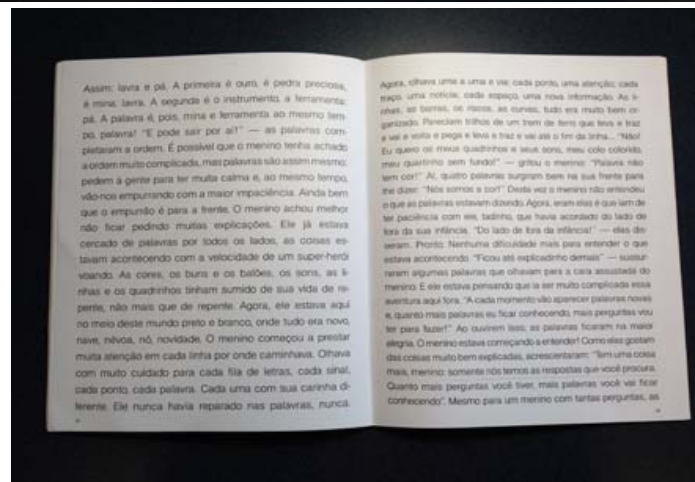 Assim: lavra e pá. A primeira é ouro, é pedra preciosa,
é mina, lavra. A segunda é o instrumento, a ferramenta:
pá. A palavra é, pois, mina e ferramenta ao mesmo tem-
po, palavra! "E pode sair por aí!" — as palavras com-
pletaram a ordem. É possível que o menino tenha achado
a ordem muito complicada, mas palavras são assim mesmo:
pedem à gente para ter muita calma e, ao mesmo tempo,
vão-nos empurrando com a maior impaciência. Ainda bem
que o empurrão é para a frente. O menino achou melhor
não ficar pedindo muitas explicações. Ele já estava
cercado de palavras por todos os lados, as coisas es-
tavam acontecendo com a velocidade de um super-herói
voando. As cores, os buns e os balões, os sons, as li-
nhas e os quadrinhos tinham sumido de sua vida de re-
pente, não mais que de repente. Agora, ele estava aqui
no meio deste mundo preto e branco, onde tudo era novo,
nave, névoa, nó, novidade. O menino começou a prestar
muita atenção em cada linha por onde caminhava. Olhava
com muito cuidado para cada fila de letras, cada sinal,
cada ponto, cada palavra. Cada uma com sua carinha di-
ferente. Ele nunca havia reparado nas palavras, nunca.
Agora, olhava uma a uma e via: cada ponto, uma atenção; cada
traço, uma notícia; cada espaço, uma nova informação. As li-
nhas, as barras, os riscos, as curvas, tudo era muito bem or-
ganizado. Pareciam trilhos de um trem de ferro que leva e traz
e vai e volta e pega e leva e traz e vai até o fim da linha... "Não!
Eu quero os meus quadrinhos e seus sons, meu colo colorido,
meu quartinho sem fundo!" — gritou o menino: "Palavra não
tem cor!" Aí, quatro palavras surgiram bem na sua frente para
lhe dizer: "Nós somos a cor!" Desta vez o menino não entendeu
o que as palavras estavam dizendo. Agora, eram elas é que iam de
ter paciência com ele, tadinho, que havia acordado do lado de
fora da sua infância. "Do lado de fora da infância!" — elas dis-
seram. Pronto. Nenhuma dificuldade mais para entender o que
estava acontecendo. "Ficou até explicadinho demais" — sussur-
raram algumas palavras que olhavam para a cara assustada do
menino. E ele estava pensando que ia ser muito complicada essa
aventura aqui fora. "A cada momento vão aparecer palavras novas
e, quanto mais palavras eu ficar conhecendo, mais perguntas vou
ter para fazer!" Ao ouvirem isso, as palavras ficaram na maior
alegria. O menino estava começando a entender! Como elas gostam
das coisas muito bem explicadas, acrescentaram: "Tem uma coisa
mais, menino: somente nós temos as respostas que você procura.
Quanto mais perguntas você tiver, mais palavras você vai ficar
conhecendo". Mesmo para um menino com tantas perguntas, as